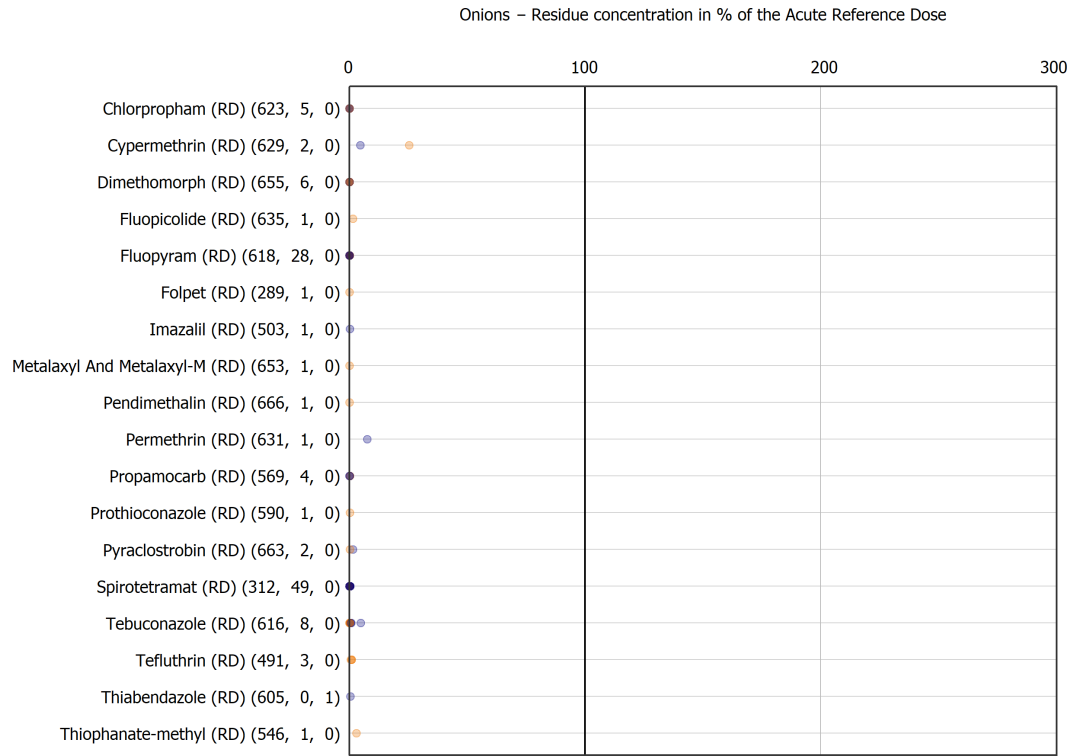 Onions – Residue concentration in % of the Acute Reference Dose
0 100 200 300
Chlorpropham (RD) (623, 5, 0)
Cypermethrin (RD) (629, 2, 0)
Dimethomorph (RD) (655, 6, 0)
Fluopicolide (RD) (635, 1, 0)
Fluopyram (RD) (618, 28, 0)
Folpet (RD) (289, 1, 0)
Imazalil (RD) (503, 1, 0)
Metalaxyl And Metalaxyl-M (RD) (653, 1, 0)
Pendimethalin (RD) (666, 1, 0)
Permethrin (RD) (631, 1, 0)
Propamocarb (RD) (569, 4, 0)
Prothioconazole (RD) (590, 1, 0)
Pyraclostrobin (RD) (663, 2, 0)
Spirotetramat (RD) (312, 49, 0)
Tebuconazole (RD) (616, 8, 0)
Tefluthrin (RD) (491, 3, 0)
Thiabendazole (RD) (605, 0, 1)
Thiophanate-methyl (RD) (546, 1, 0)